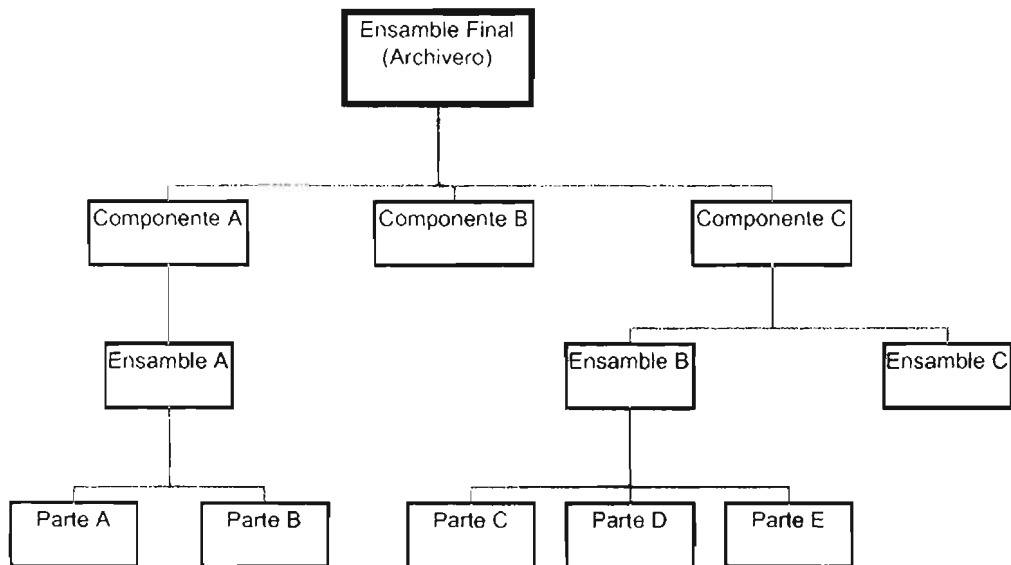 Ensamble Final
(Archivero)
Componente A
Componente B
Componente C
Ensamble A
Ensamble B
Ensamble C
Parte A
Parte B
Parte C
Parte D
Parte E